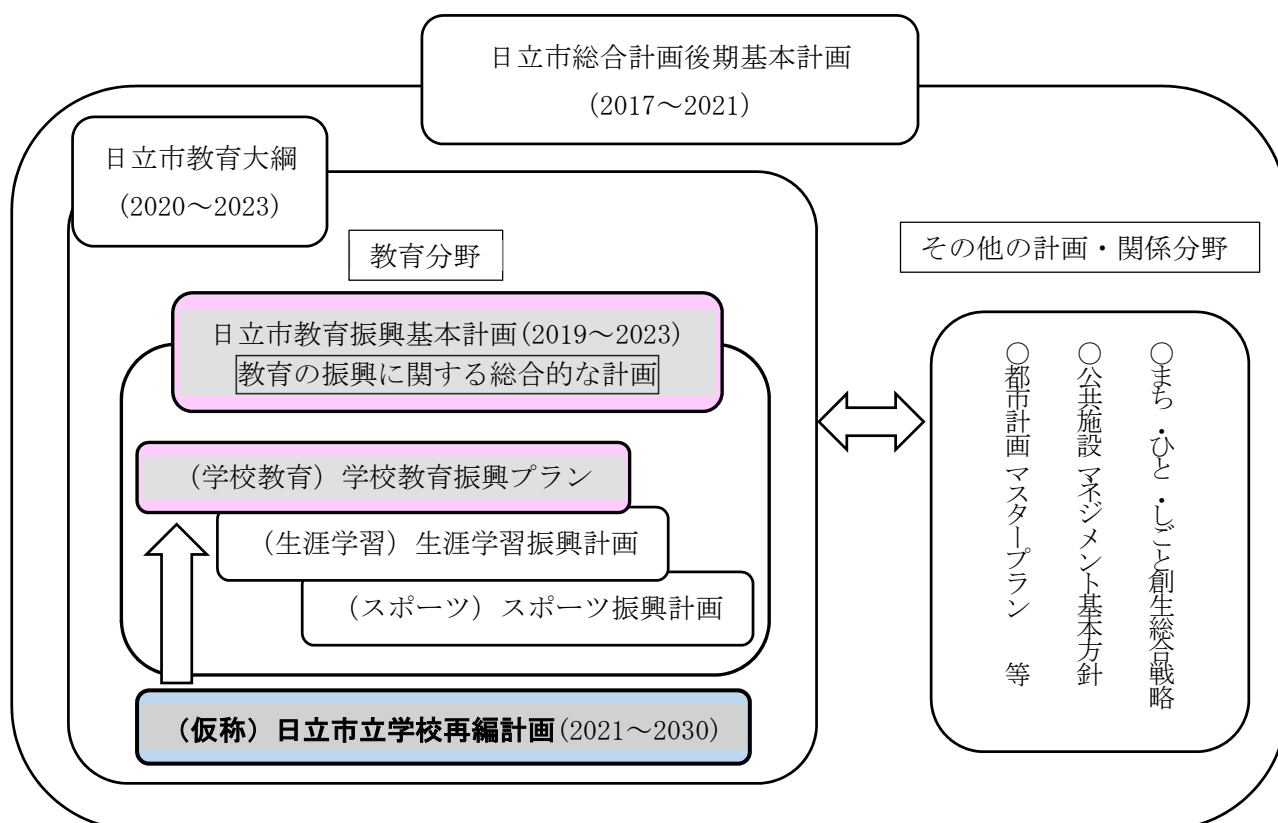 日立市総合計画後期基本計画
(2017～2021)
日立市教育大綱
(2020～2023)
教育分野
その他の計画・関係分野
日立市教育振興基本計画(2019～2023)
教育の振興に関する総合的な計画
(学校教育) 学校教育振興プラン
(生涯学習) 生涯学習振興計画
(スポーツ) スポーツ振興計画
(仮称) 日立市立学校再編計画(2021～2030)
○まち・ひと・しごと創生総合戦略
○公共施設マネジメント基本方針
○都市計画マスタープラン 等